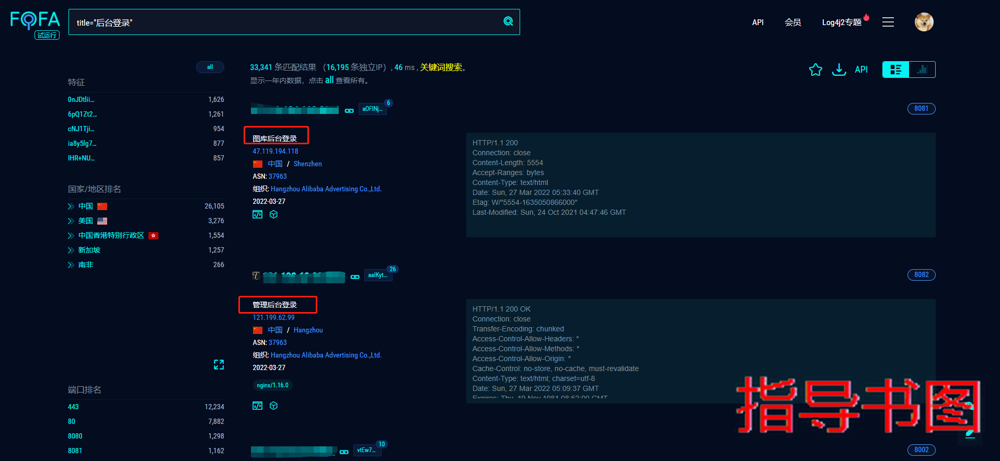 FOFA
试运行
title="后台登录"
API
会员
Log4j2专题
all
33,341 条匹配结果 （16,195 条独立IP）, 46 ms , 关键词搜索。
显示一年内数据，点击 all 查看所有。
API
特征
0nJDtlii... 1,626
6pQ1Zt2... 1,261
cNJ1Tji... 954
ia8y5lg7... 877
IHR+NU... 857
国家/地区排名
中国 26,105
美国 3,276
中国香港特别行政区 1,554
新加坡 1,257
南非 266
端口排名
443 12,234
80 7,882
8080 1,298
8081 1,162
aOFINj... 6
8081
图库后台登录
47.119.194.118
中国 / Shenzhen
ASN: 37963
组织: Hangzhou Alibaba Advertising Co.,Ltd.
2022-03-27
HTTP/1.1 200
Connection: close
Content-Length: 5554
Accept-Ranges: bytes
Content-Type: text/html
Date: Sun, 27 Mar 2022 05:33:40 GMT
Etag: W/"5554-1635050866000"
Last-Modified: Sun, 24 Oct 2021 04:47:46 GMT
aalKyt... 26
8082
管理后台登录
121.199.62.99
中国 / Hangzhou
ASN: 37963
组织: Hangzhou Alibaba Advertising Co.,Ltd.
2022-03-27
nginx/1.16.0
HTTP/1.1 200 OK
Connection: close
Transfer-Encoding: chunked
Access-Control-Allow-Headers: *
Access-Control-Allow-Methods: *
Access-Control-Allow-Origin: *
Cache-Control: no-store, no-cache, must-revalidate
Content-Type: text/html; charset=utf-8
Date: Sun, 27 Mar 2022 05:09:37 GMT
Expires: Thu, 19 Nov 1981 08:52:00 GMT
指导书图
vtEw7... 10
8002